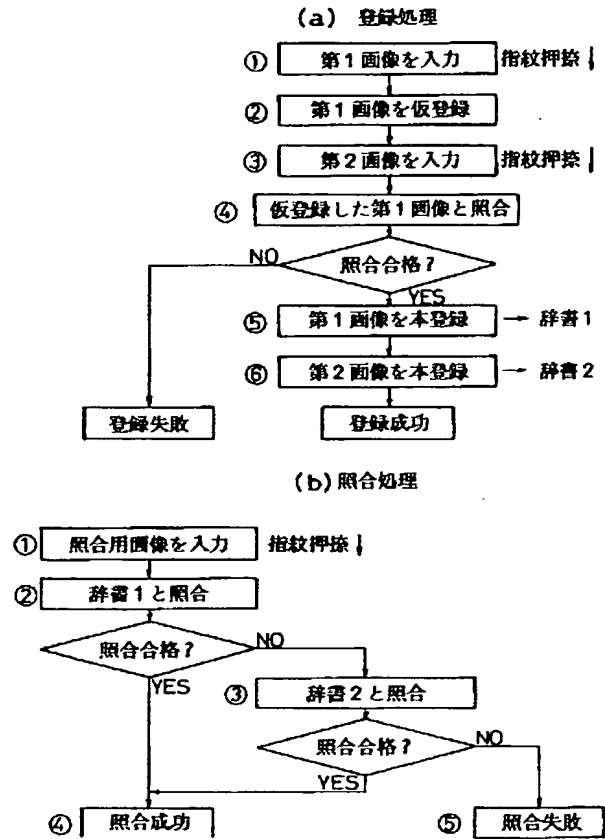 (a) 登録処理
① 第1画像を入力 指紋押捺↓
② 第1画像を仮登録
③ 第2画像を入力 指紋押捺↓
④ 仮登録した第1画像と照合
NO 照合合格?
YES
⑤ 第1画像を本登録 → 辞書1
⑥ 第2画像を本登録 → 辞書2
登録失敗 登録成功
(b) 照合処理
① 照合用画像を入力 指紋押捺↓
② 辞書1と照合
照合合格? NO
YES
③ 辞書2と照合
照合合格? NO
YES
④ 照合成功 ⑤ 照合失敗